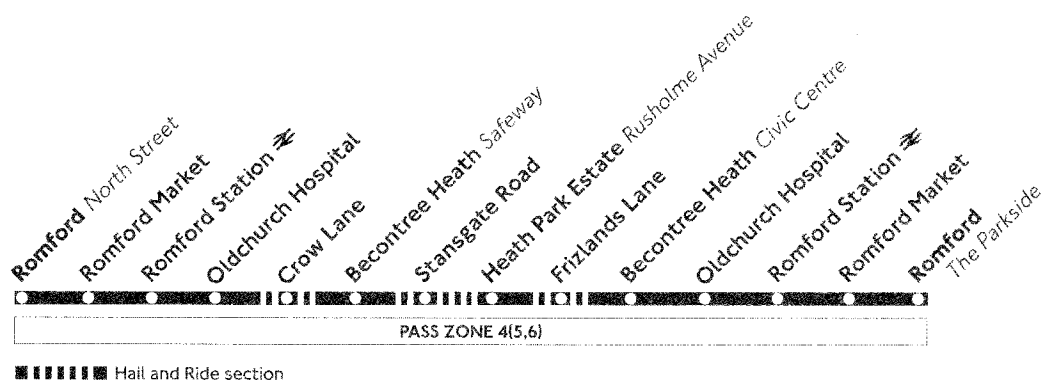 Romford North Street
Romford Market
Romford Station
Oldchurch Hospital
Crow Lane
Becontree Heath Safeway
Stansgate Road
Heath Park Estate Rusholme Avenue
Frizlands Lane
Becontree Heath Civic Centre
Oldchurch Hospital
Romford Station
Romford Market
Romford
The Parkside
PASS ZONE 4(5,6)
Hail and Ride section